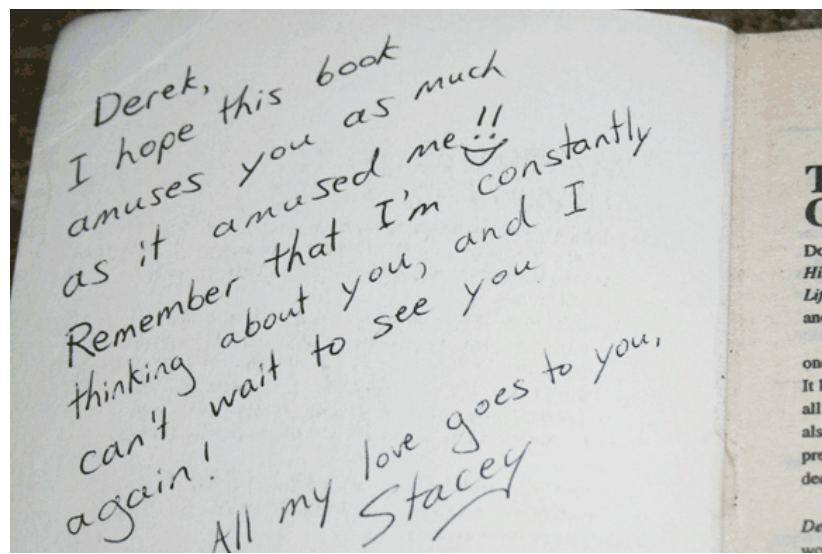 Derek,
I hope this book
amuses you as much
as it amused me!!
Remember that I'm constantly
thinking about you, and I
can't wait to see you
again!
All my love goes to you,
Stacey